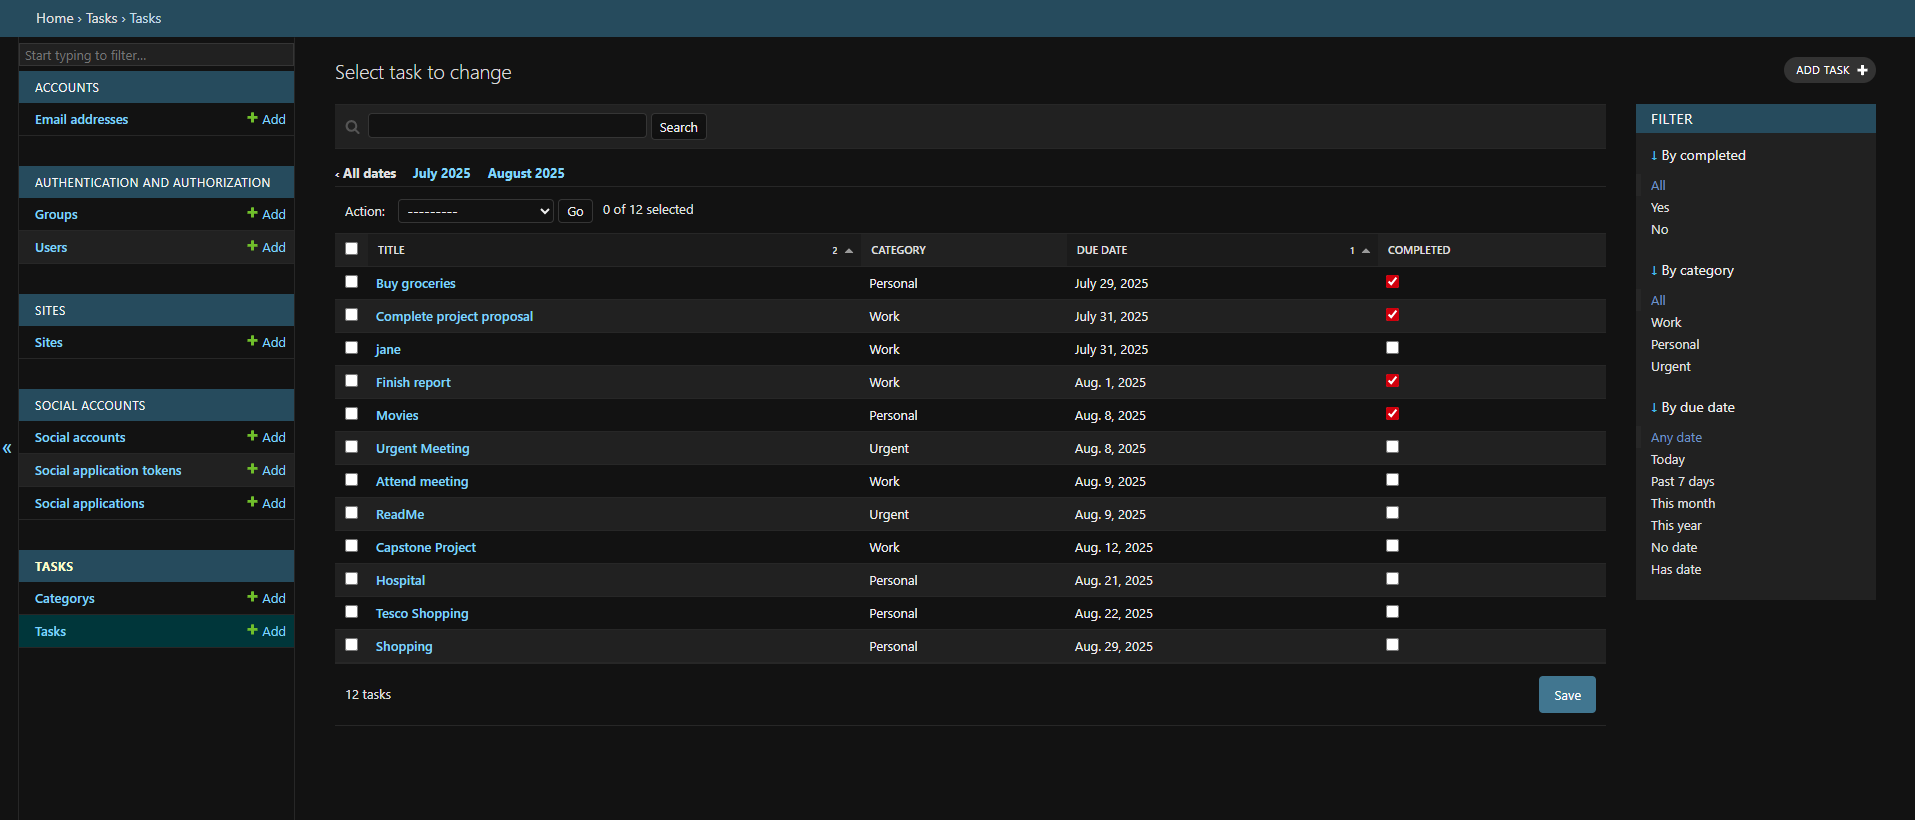 Home › Tasks › Tasks
Start typing to filter...
ACCOUNTS
Email addresses Add
AUTHENTICATION AND AUTHORIZATION
Groups Add
Users Add
SITES
Sites Add
SOCIAL ACCOUNTS
Social accounts Add
Social application tokens Add
Social applications Add
TASKS
Categorys Add
Tasks Add
«
Select task to change
ADD TASK
Search
‹ All dates July 2025 August 2025
Action: --------- Go 0 of 12 selected
TITLE 2 CATEGORY DUE DATE 1 COMPLETED
Buy groceries Personal July 29, 2025
Complete project proposal Work July 31, 2025
jane Work July 31, 2025
Finish report Work Aug. 1, 2025
Movies Personal Aug. 8, 2025
Urgent Meeting Urgent Aug. 8, 2025
Attend meeting Work Aug. 9, 2025
ReadMe Urgent Aug. 9, 2025
Capstone Project Work Aug. 12, 2025
Hospital Personal Aug. 21, 2025
Tesco Shopping Personal Aug. 22, 2025
Shopping Personal Aug. 29, 2025
12 tasks
Save
FILTER
↓ By completed
All
Yes
No
↓ By category
All
Work
Personal
Urgent
↓ By due date
Any date
Today
Past 7 days
This month
This year
No date
Has date